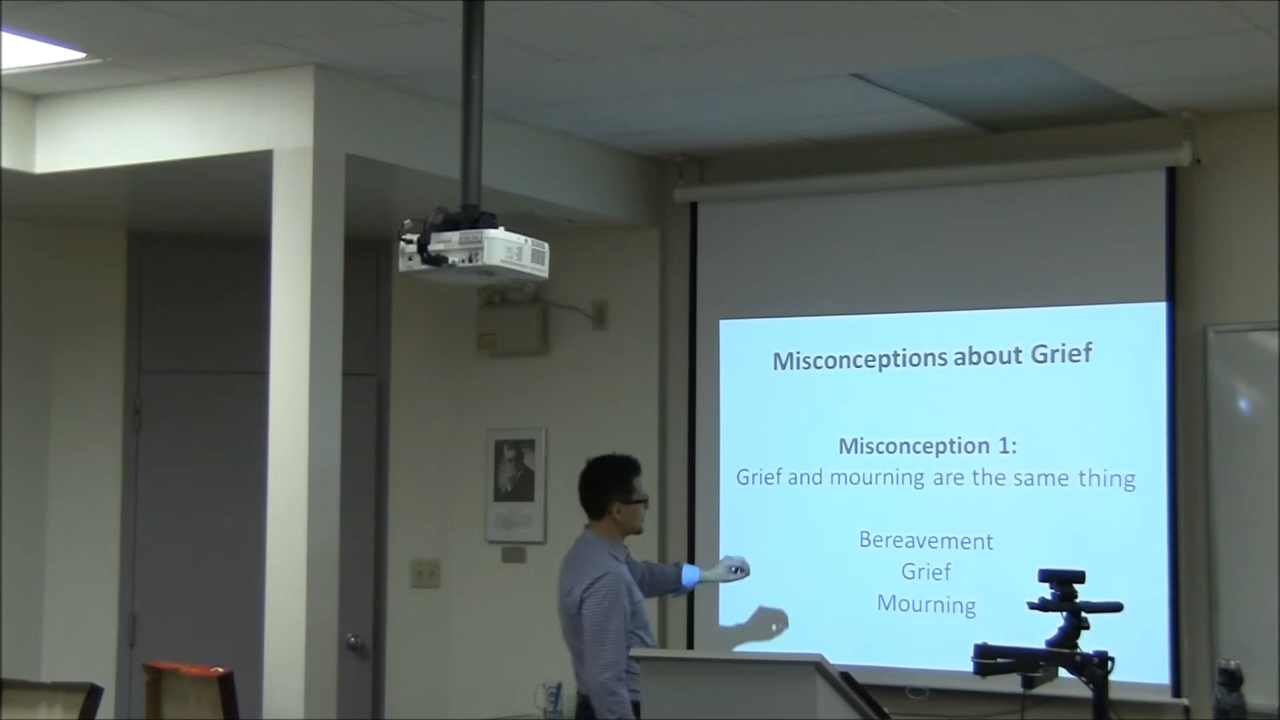 Misconceptions about Grief
Misconception 1:
Grief and mourning are the same thing
Bereavement
Grief
Mourning